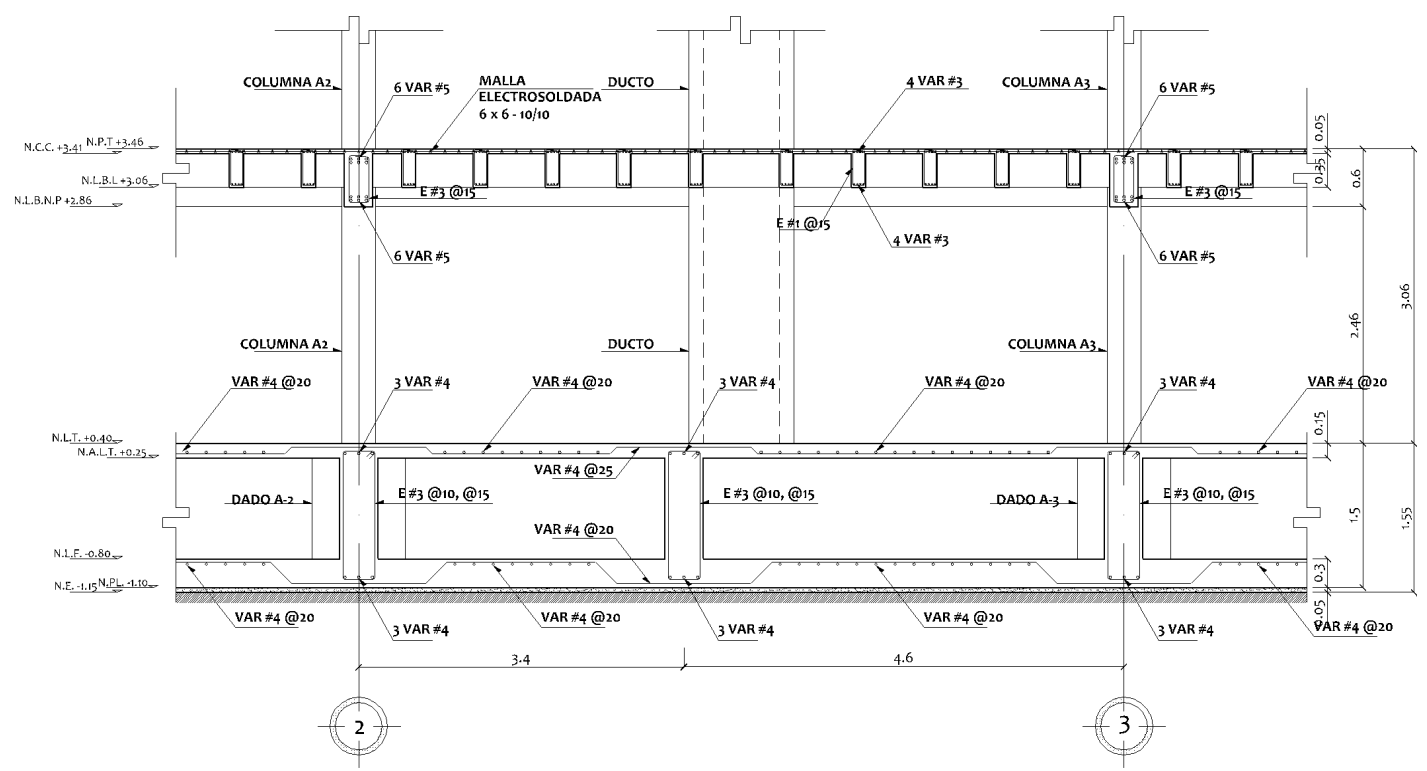 COLUMNA A2
6 VAR #5
MALLA
ELECTROSOLDADA
6 x 6 - 10/10
DUCTO
4 VAR #3
COLUMNA A3
6 VAR #5
0.05
N.P.T +3.46
N.C.C. +3.41
0.35
0.6
N.L.B.L +3.06
E #3 @15
E #3 @15
N.L.B.N.P +2.86
E #1 @15
4 VAR #3
6 VAR #5
6 VAR #5
3.06
2.46
COLUMNA A2
DUCTO
COLUMNA A3
VAR #4 @20
3 VAR #4
VAR #4 @20
3 VAR #4
VAR #4 @20
3 VAR #4
VAR #4 @20
0.15
N.L.T. +0.40
N.A.L.T. +0.25
VAR #4 @25
DADO A-2
E #3 @10, @15
E #3 @10, @15
DADO A-3
E #3 @10, @15
1.5
1.55
VAR #4 @20
N.L.F. -0.80
0.3
N.PL. -1.10
N.E. -1.15
0.05
VAR #4 @20
3 VAR #4
VAR #4 @20
3 VAR #4
VAR #4 @20
3 VAR #4
VAR #4 @20
3.4
4.6
2
3